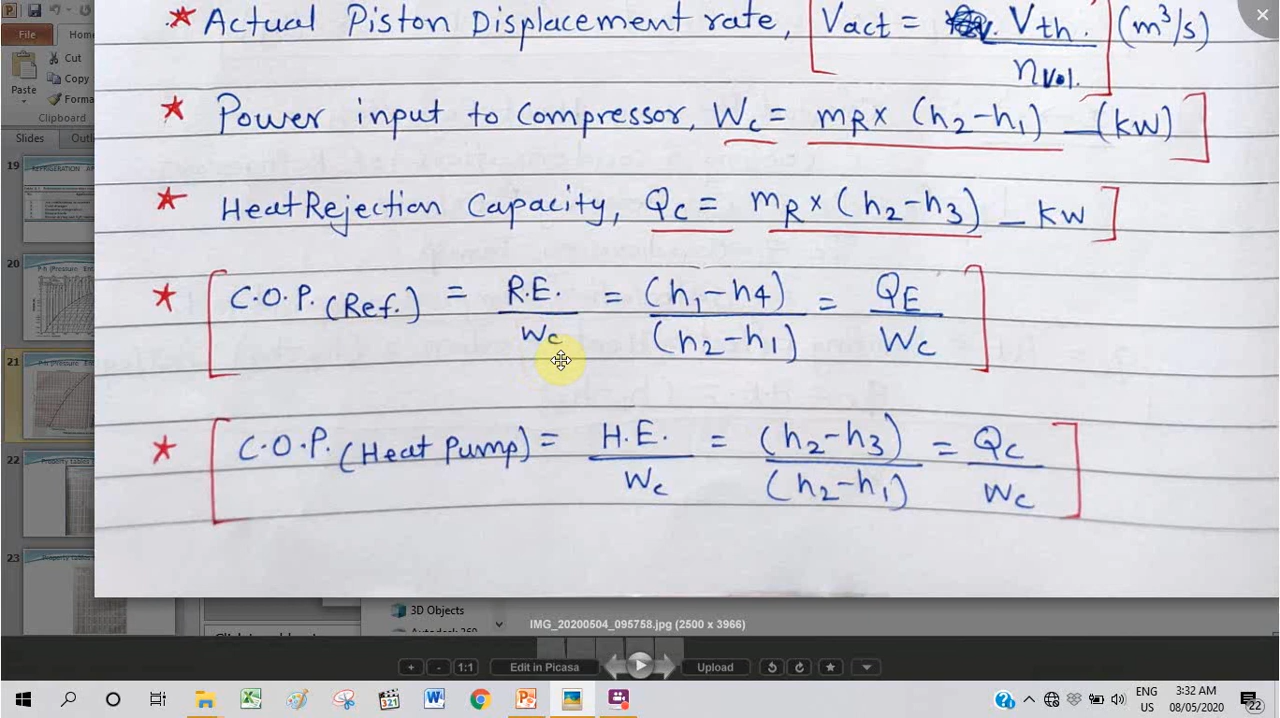 File
Home
Cut
Copy
Forma
Paste
Clipboard
Slides
Outli
19
20
21
22
23
* Actual Piston Displacement rate, [Vact = Vth. / ηvol.] (m³/s)
* Power input to compressor, Wc = mR x (h2-h1) _ (kW)]
* Heat Rejection Capacity, Qc = mR x (h2-h3) _ kW]
* [C.O.P. (Ref.) = R.E. / Wc = (h1-h4) / (h2-h1) = QE / Wc]
* [C.O.P. (Heat Pump) = H.E. / Wc = (h2-h3) / (h2-h1) = Qc / Wc]
3D Objects
IMG_20200504_095758.jpg (2500 x 3966)
+ - 1:1 Edit in Picasa Upload
ENG 3:32 AM
US 08/05/2020 22